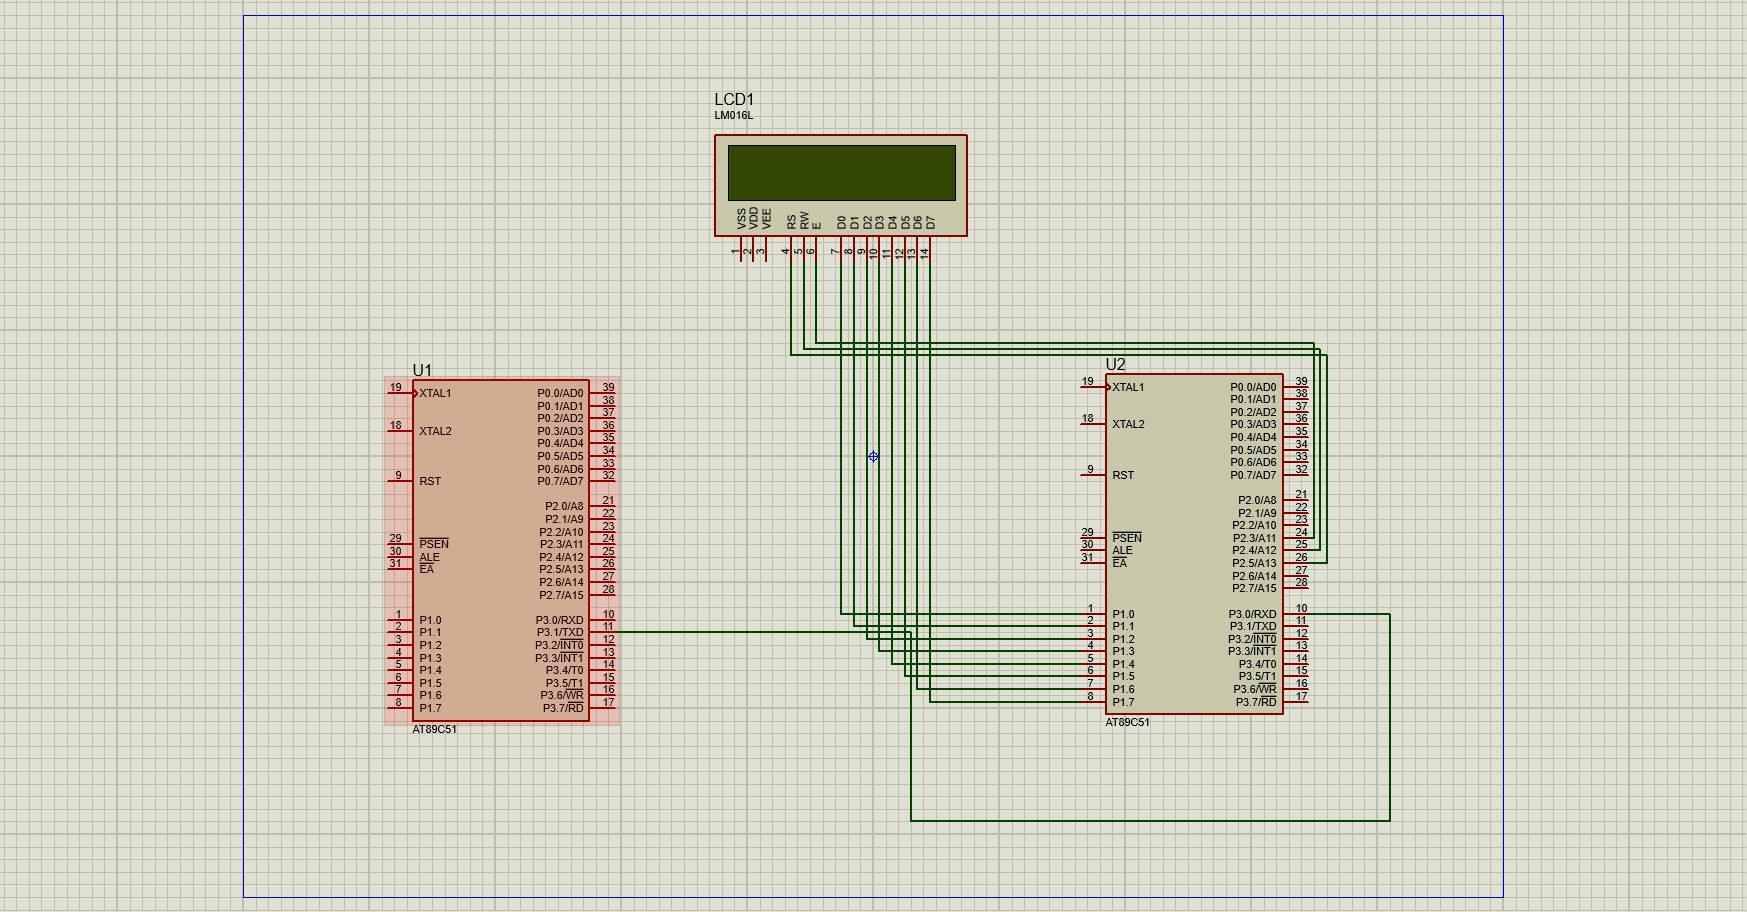 LCD1
LM016L
VSS VDD VEE RS RW E D0 D1 D2 D3 D4 D5 D6 D7
1 2 3 4 5 6 7 8 9 10 11 12 13 14
U1
19 XTAL1 P0.0/AD0 39
P0.1/AD1 38
P0.2/AD2 37
18 XTAL2 P0.3/AD3 36
P0.4/AD4 35
P0.5/AD5 34
P0.6/AD6 33
9 RST P0.7/AD7 32
P2.0/A8 21
P2.1/A9 22
P2.2/A10 23
29 PSEN P2.3/A11 24
30 ALE P2.4/A12 25
31 EA P2.5/A13 26
P2.6/A14 27
P2.7/A15 28
1 P1.0 P3.0/RXD 10
2 P1.1 P3.1/TXD 11
3 P1.2 P3.2/INT0 12
4 P1.3 P3.3/INT1 13
5 P1.4 P3.4/T0 14
6 P1.5 P3.5/T1 15
7 P1.6 P3.6/WR 16
8 P1.7 P3.7/RD 17
AT89C51
U2
19 XTAL1 P0.0/AD0 39
P0.1/AD1 38
P0.2/AD2 37
18 XTAL2 P0.3/AD3 36
P0.4/AD4 35
P0.5/AD5 34
P0.6/AD6 33
9 RST P0.7/AD7 32
P2.0/A8 21
P2.1/A9 22
P2.2/A10 23
29 PSEN P2.3/A11 24
30 ALE P2.4/A12 25
31 EA P2.5/A13 26
P2.6/A14 27
P2.7/A15 28
1 P1.0 P3.0/RXD 10
2 P1.1 P3.1/TXD 11
3 P1.2 P3.2/INT0 12
4 P1.3 P3.3/INT1 13
5 P1.4 P3.4/T0 14
6 P1.5 P3.5/T1 15
7 P1.6 P3.6/WR 16
8 P1.7 P3.7/RD 17
AT89C51